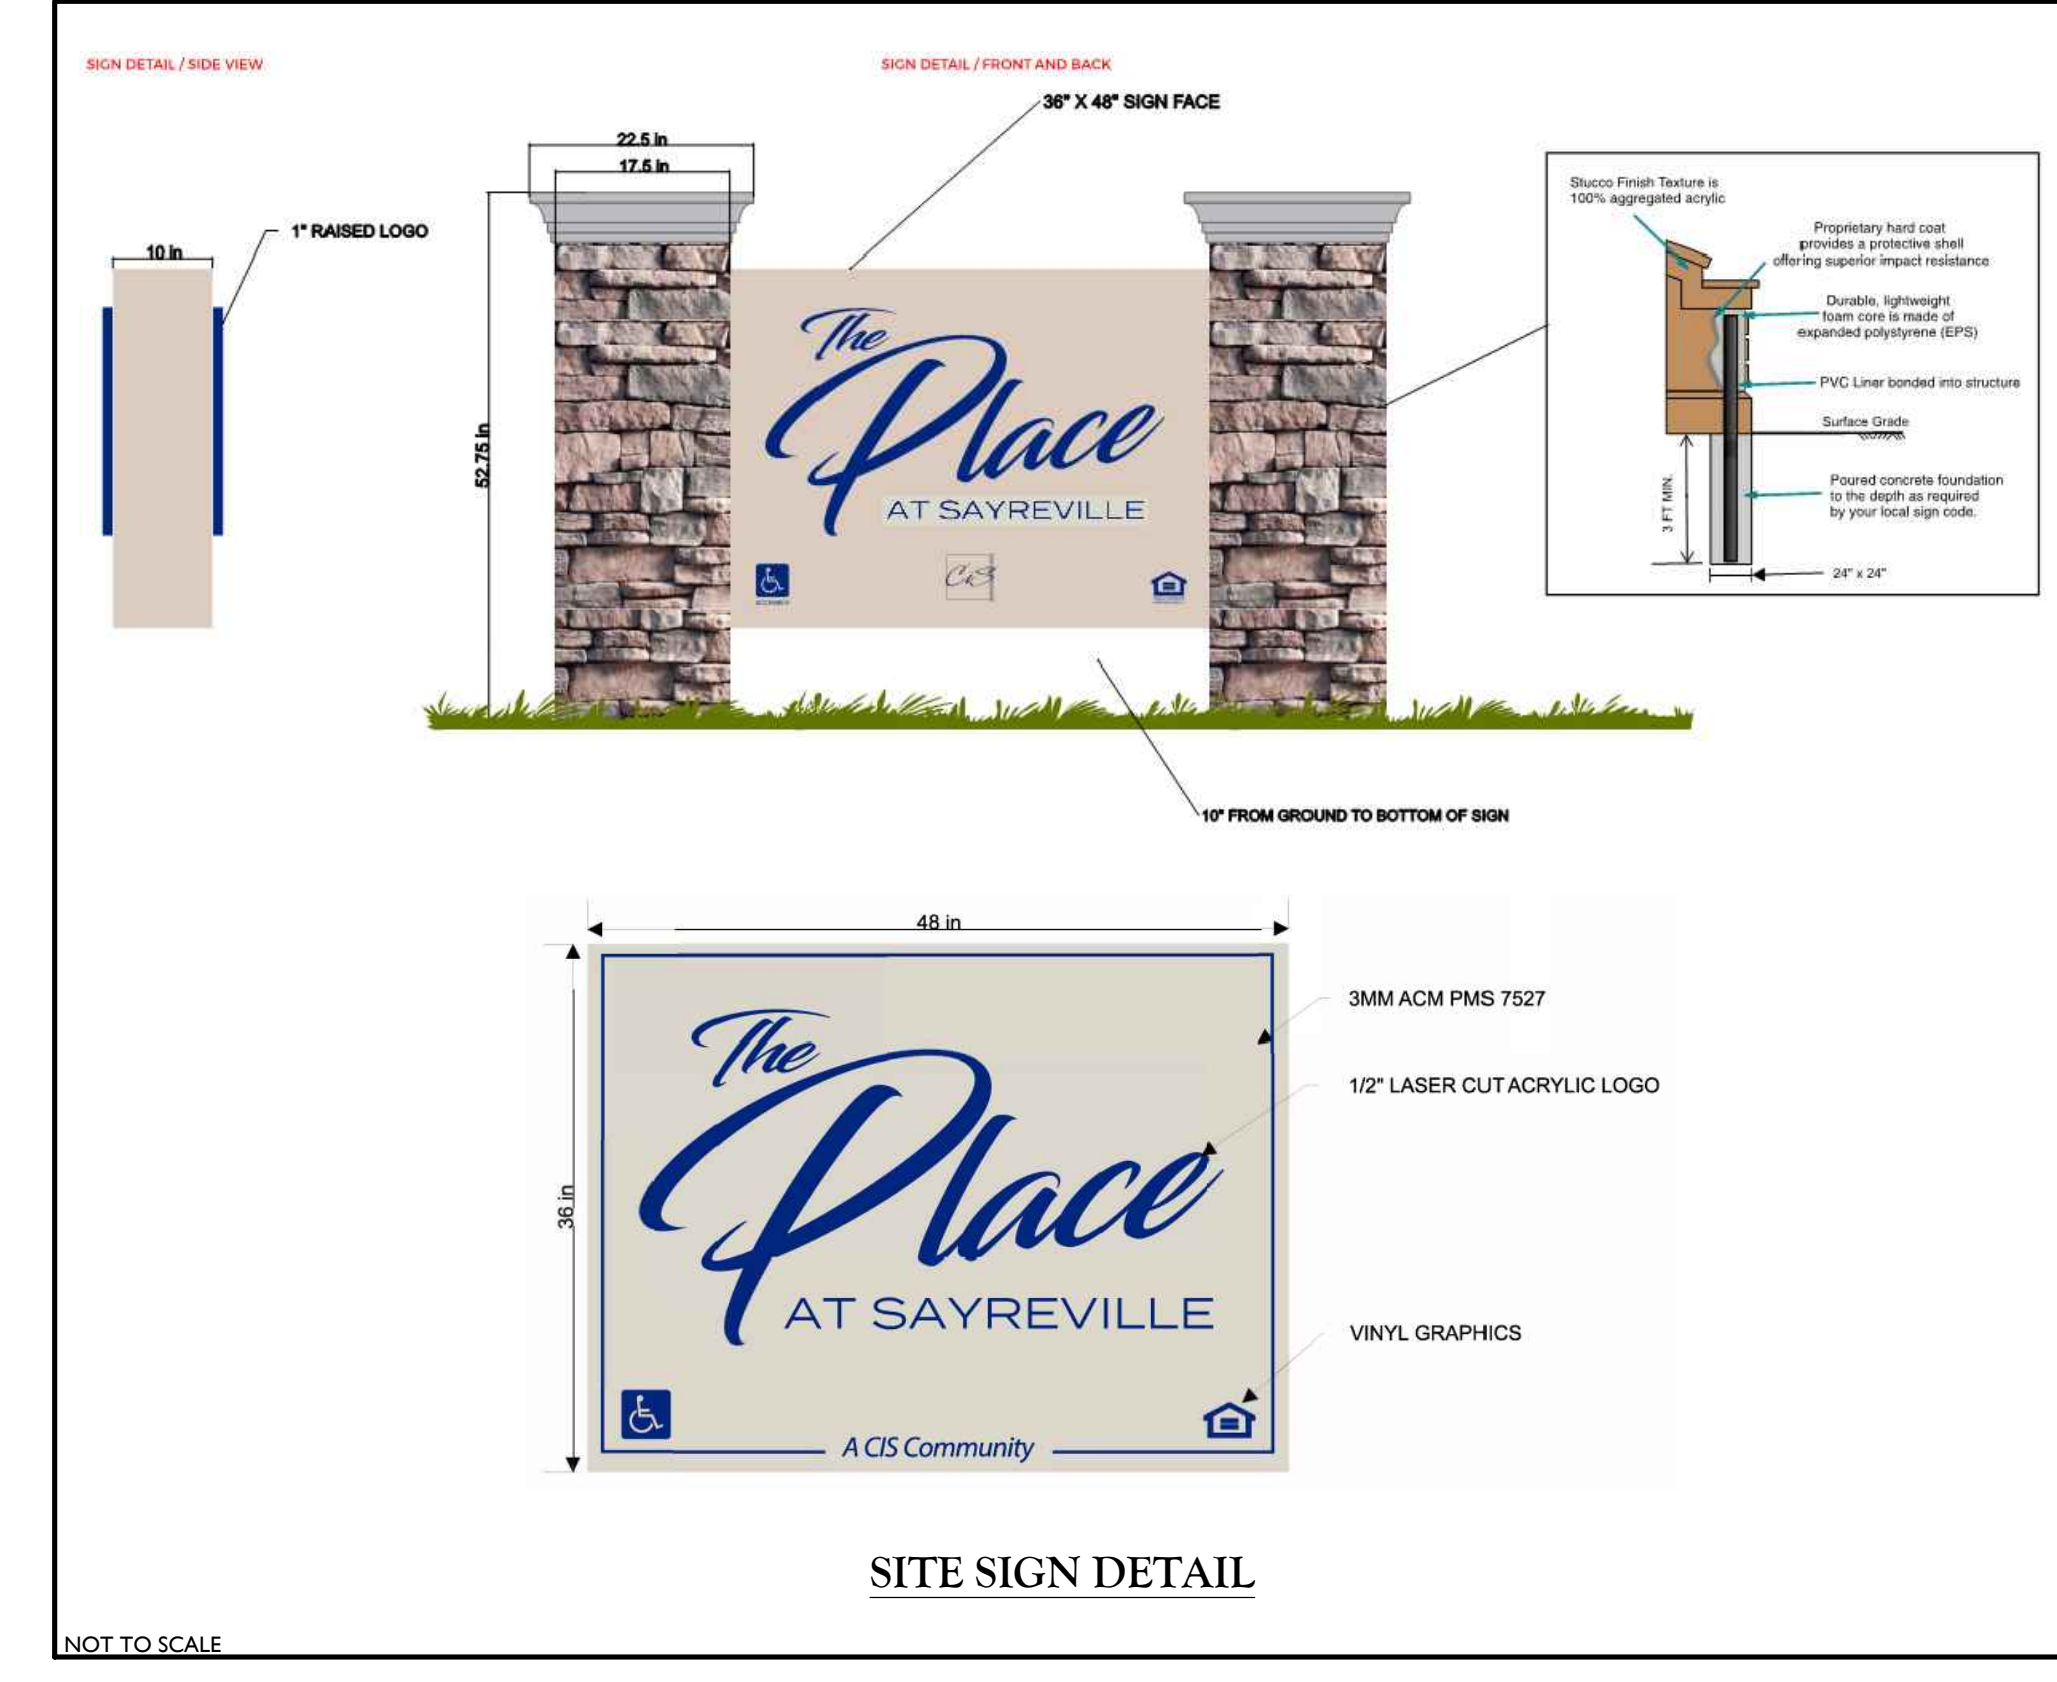 SIGN DETAIL / SIDE VIEW
SIGN DETAIL / FRONT AND BACK
36" X 48" SIGN FACE
22.5 in
17.5 in
1" RAISED LOGO
10 in
52.75 in
The
Place
AT SAYREVILLE
CIS
Stucco Finish Texture is
100% aggregated acrylic
Proprietary hard coat
provides a protective shell
offering superior impact resistance
Durable, lightweight
foam core is made of
expanded polystyrene (EPS)
PVC Liner bonded into structure
Surface Grade
3 FT MIN.
Poured concrete foundation
to the depth as required
by your local sign code.
24" x 24"
10" FROM GROUND TO BOTTOM OF SIGN
48 in
36 in
The
Place
AT SAYREVILLE
A CIS Community
3MM ACM PMS 7527
1/2" LASER CUT ACRYLIC LOGO
VINYL GRAPHICS
SITE SIGN DETAIL
NOT TO SCALE